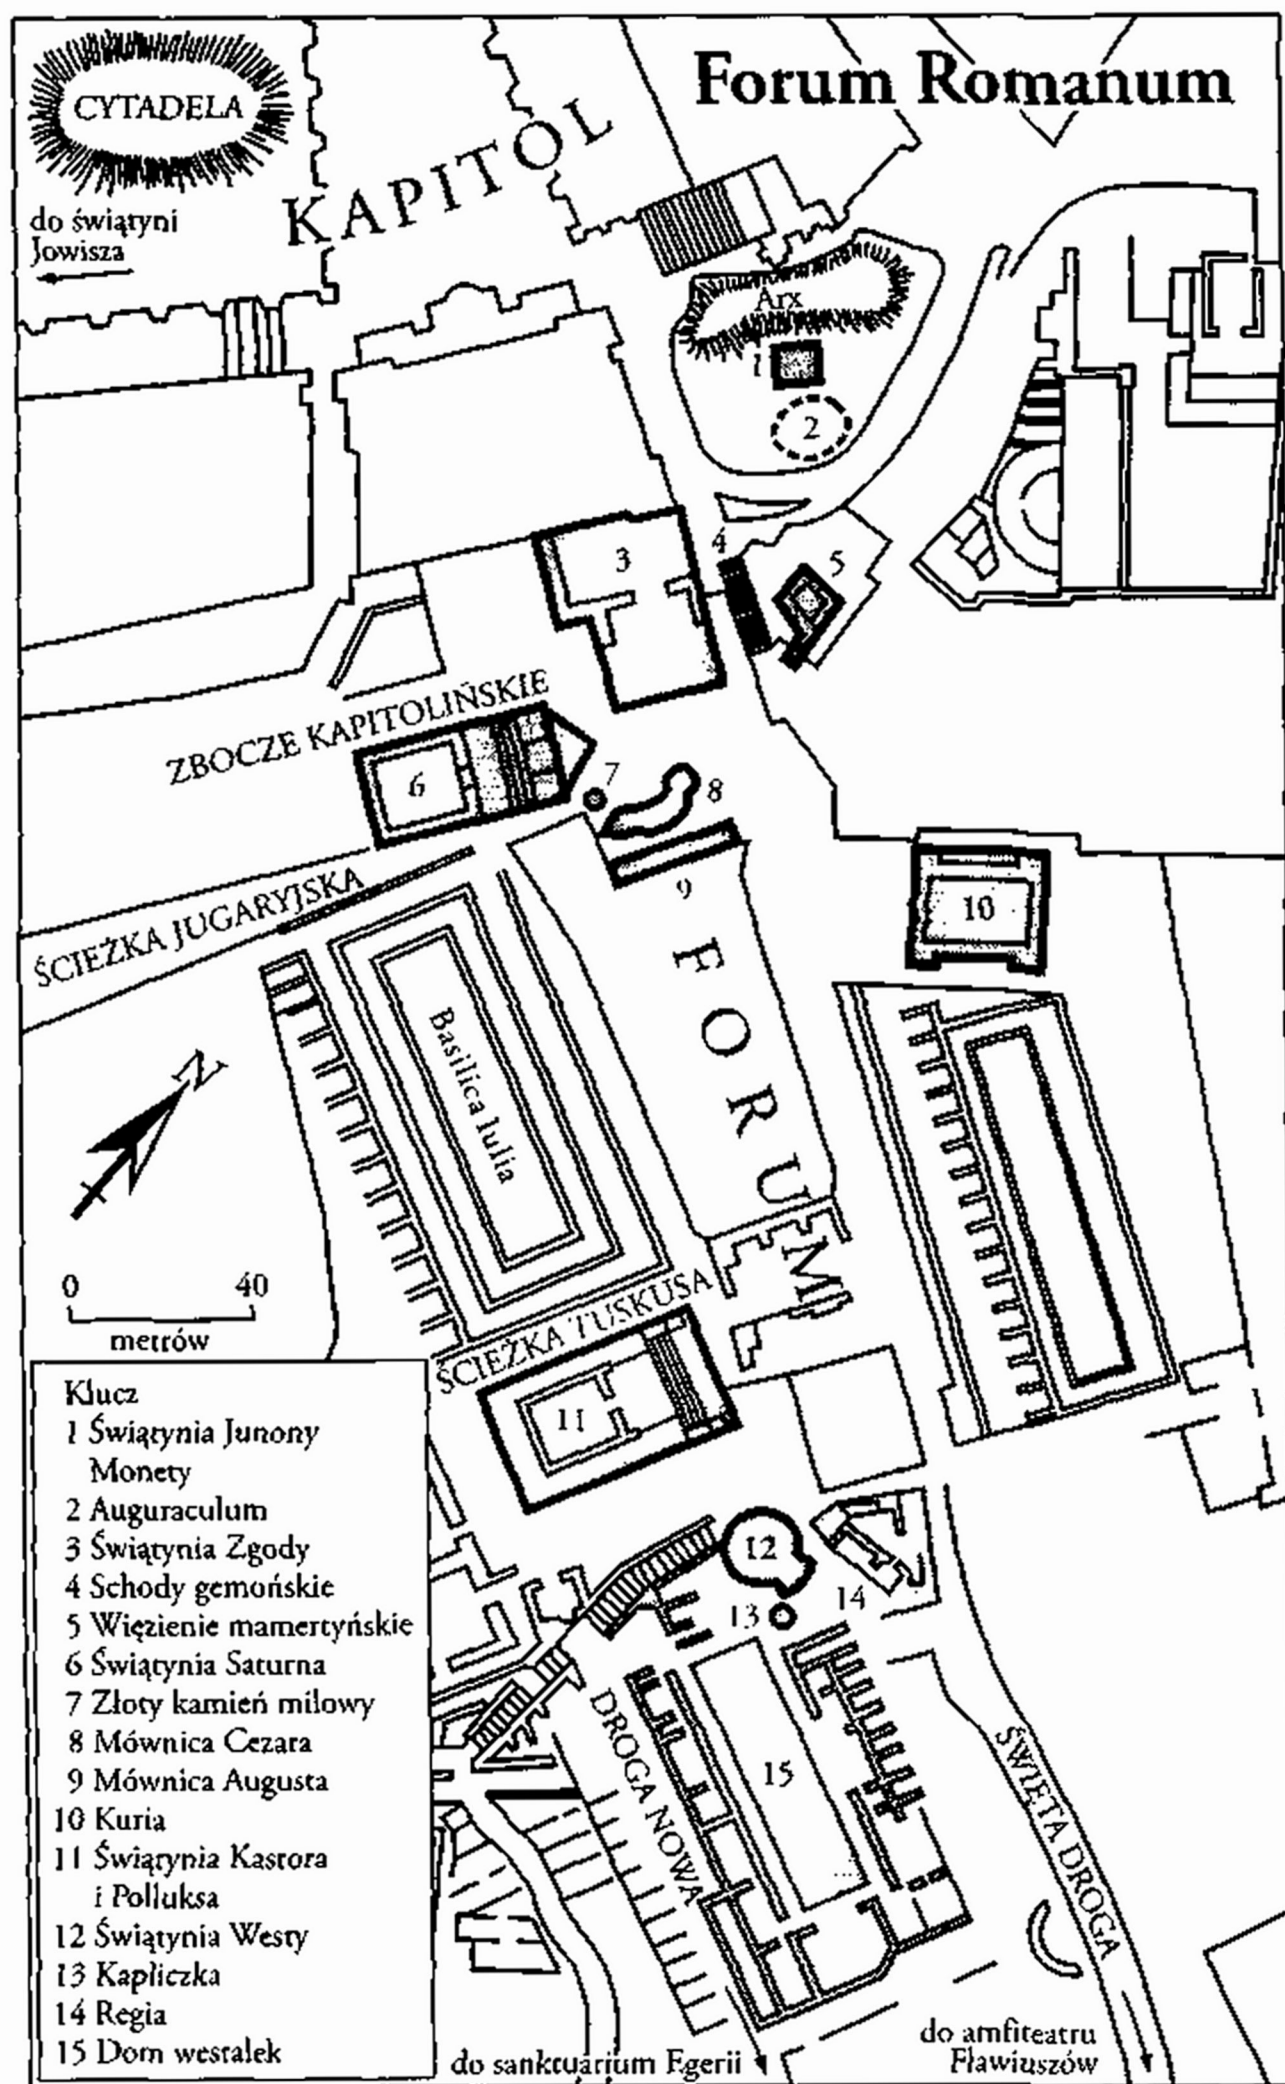 Forum Romanum
CYTADELA
KAPITOL
do świątyni
Jowisza
Arx
1
2
3
4
5
ZBOCZE KAPITOLIŃSKIE
6
7
8
9
10
ŚCIEŻKA JUGARYJSKA
FORUM
Basilica Iulia
N
0 40
metrów
ŚCIEŻKA TUSKUSA
11
12
13
14
15
DROGA NOWA
ŚWIĘTA DROGA
Klucz
1 Świątynia Junony
Monety
2 Auguraculum
3 Świątynia Zgody
4 Schody gemońskie
5 Więzienie mamertyńskie
6 Świątynia Saturna
7 Złoty kamień milowy
8 Mównica Cezara
9 Mównica Augusta
10 Kuria
11 Świątynia Kastora
i Polluksa
12 Świątynia Westy
13 Kapliczka
14 Regia
15 Dom westalek
do sanktuarium Egerii
do amfiteatru
Flawiuszów